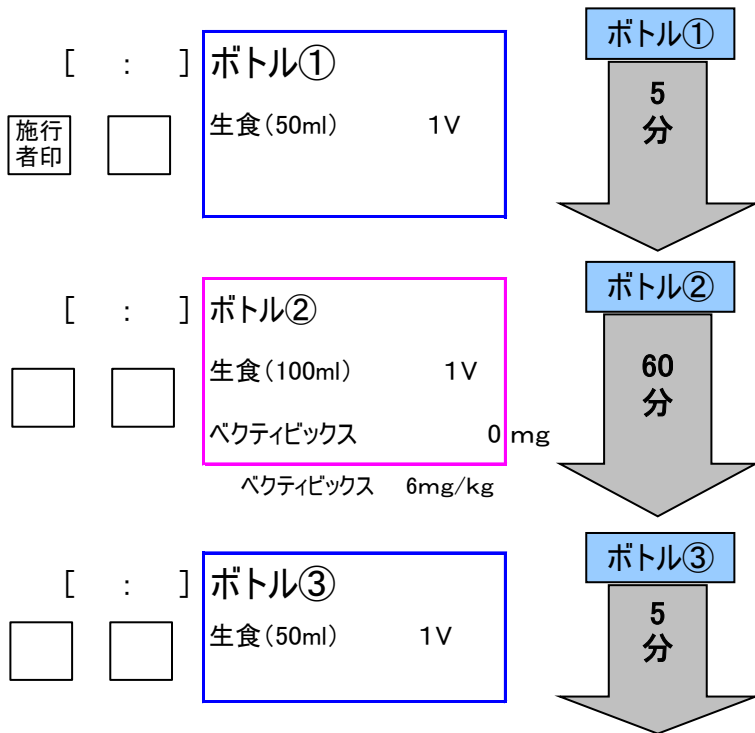 [　:　] ボトル①
ボトル①
施行
者印
生食(50ml)　1V
5
分
[　:　] ボトル②
ボトル②
生食(100ml)　1V
60
分
ベクティビックス　0 mg
ベクティビックス　6mg/kg
[　:　] ボトル③
ボトル③
生食(50ml)　1V
5
分